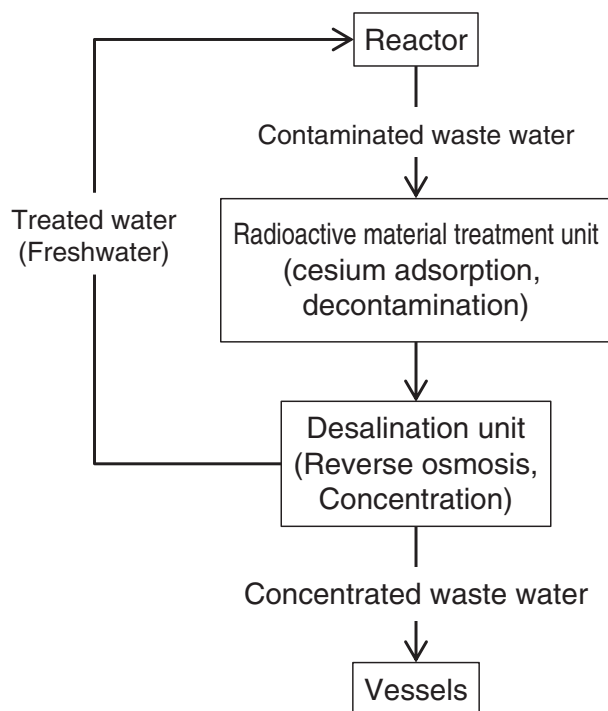 Reactor
Contaminated waste water
Treated water
(Freshwater)
Radioactive material treatment unit
(cesium adsorption,
decontamination)
Desalination unit
(Reverse osmosis,
Concentration)
Concentrated waste water
Vessels